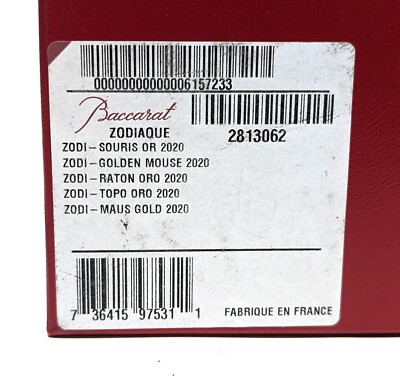 00000000000006157233
Baccarat
ZODIAQUE
2813062
ZODI-SOURIS OR 2020
ZODI-GOLDEN MOUSE 2020
ZODI-RATON ORO 2020
ZODI-TOPO ORO 2020
ZODI-MAUS GOLD 2020
7 36415 97531 1
FABRIQUE EN FRANCE